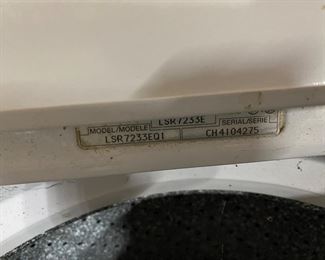 LSR7233E
MODEL/MODELE SERIAL/SERIE
LSR7233EQ1 CH4104275